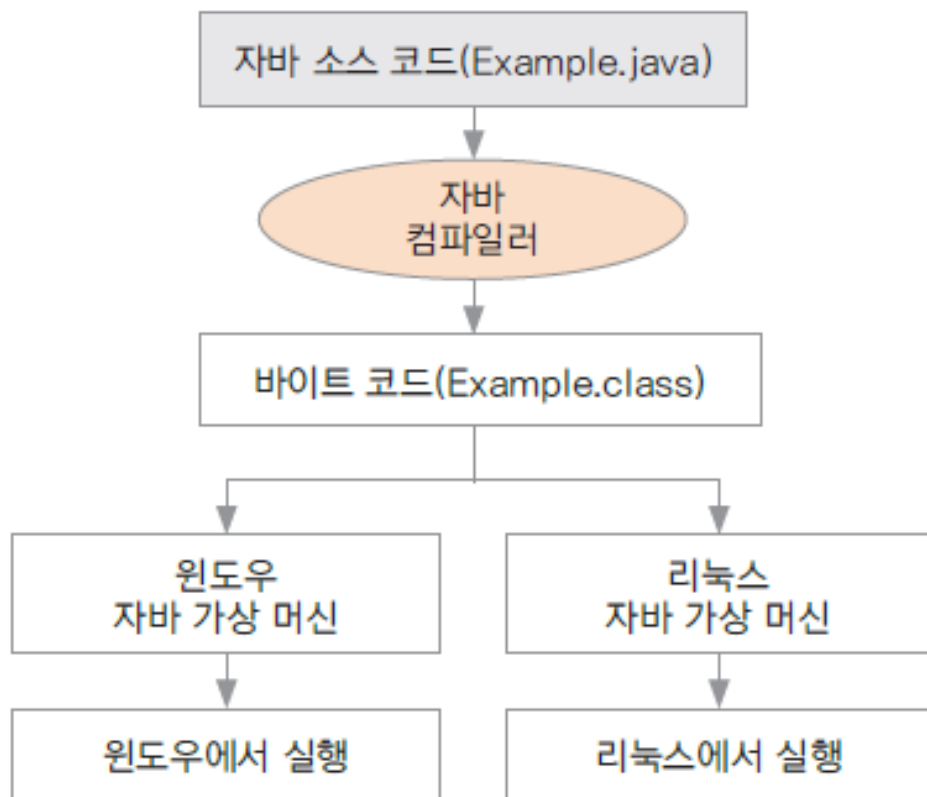 자바 소스 코드(Example.java)
자바
컴파일러
바이트 코드(Example.class)
윈도우
자바 가상 머신
리눅스
자바 가상 머신
윈도우에서 실행
리눅스에서 실행